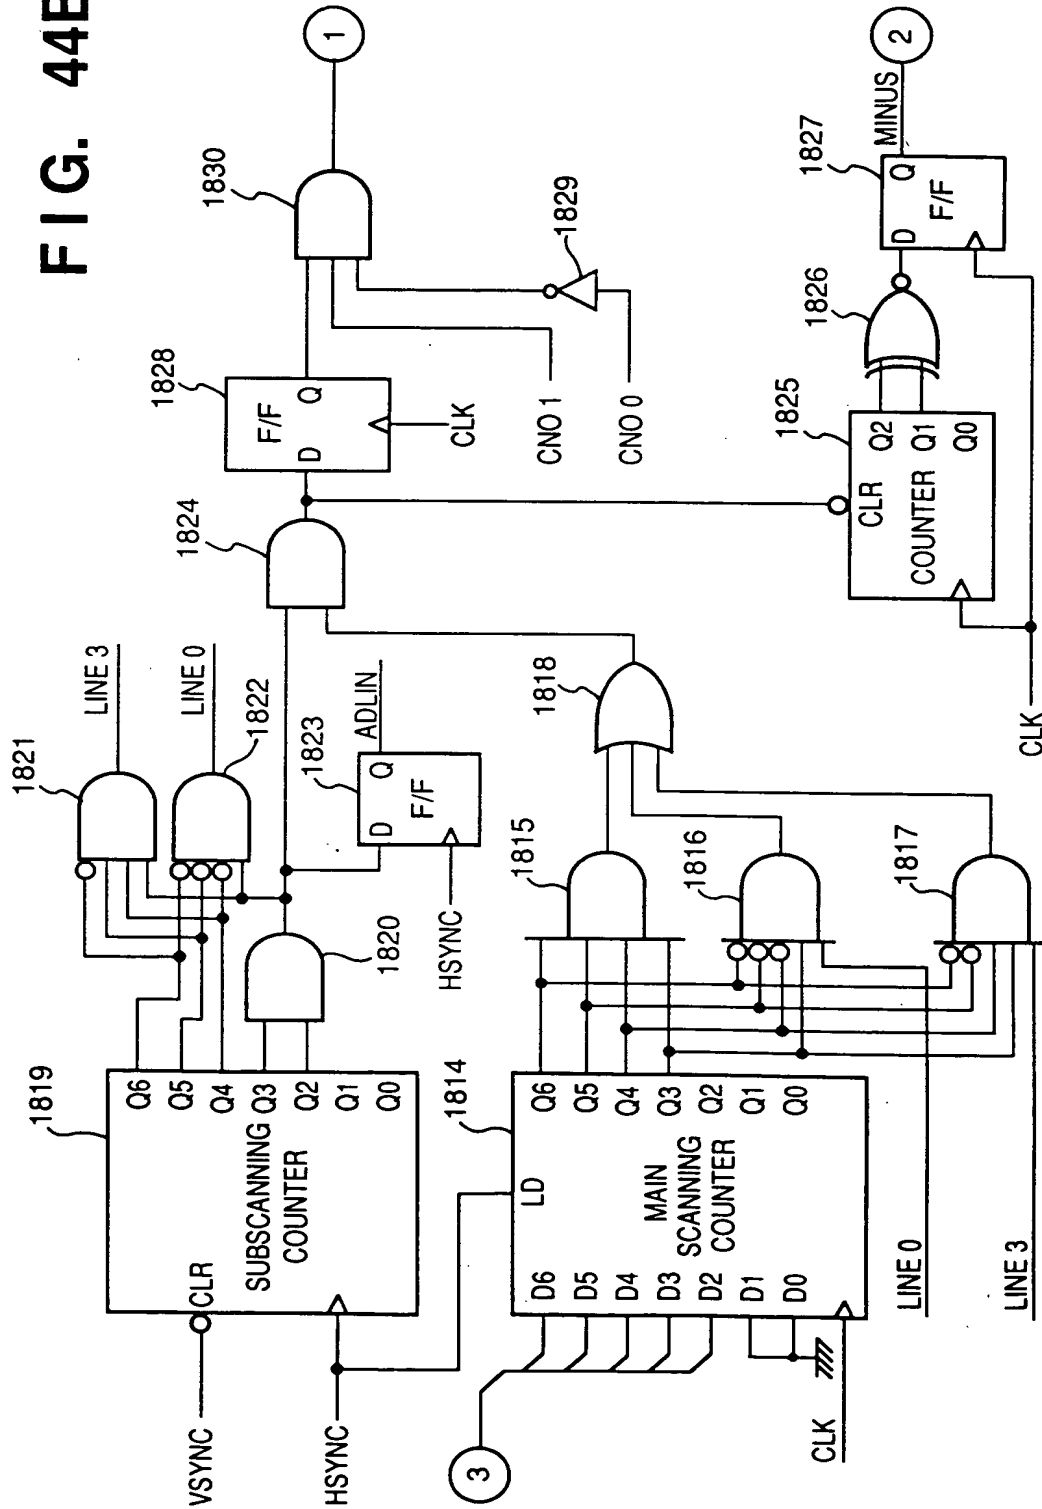 FIG. 44B
1819
VSYNC
CLR
HSYNC
SUBSCANNING
COUNTER
Q6
Q5
Q4
Q3
Q2
Q1
Q0
1821
LINE 3
LINE 0
1822
1820
1823
D
Q
F/F
ADLIN
HSYNC
1824
1828
D
Q
F/F
CLK
1830
1
CNO 1
CNO 0
1829
3
1814
LD
D6
D5
D4
D3
D2
D1
D0
MAIN
SCANNING
COUNTER
Q6
Q5
Q4
Q3
Q2
Q1
Q0
CLK
1815
1816
1817
1818
LINE 0
LINE 3
1825
CLR
COUNTER
Q2
Q1
Q0
CLK
1826
1827
D
Q
F/F
MINUS
2